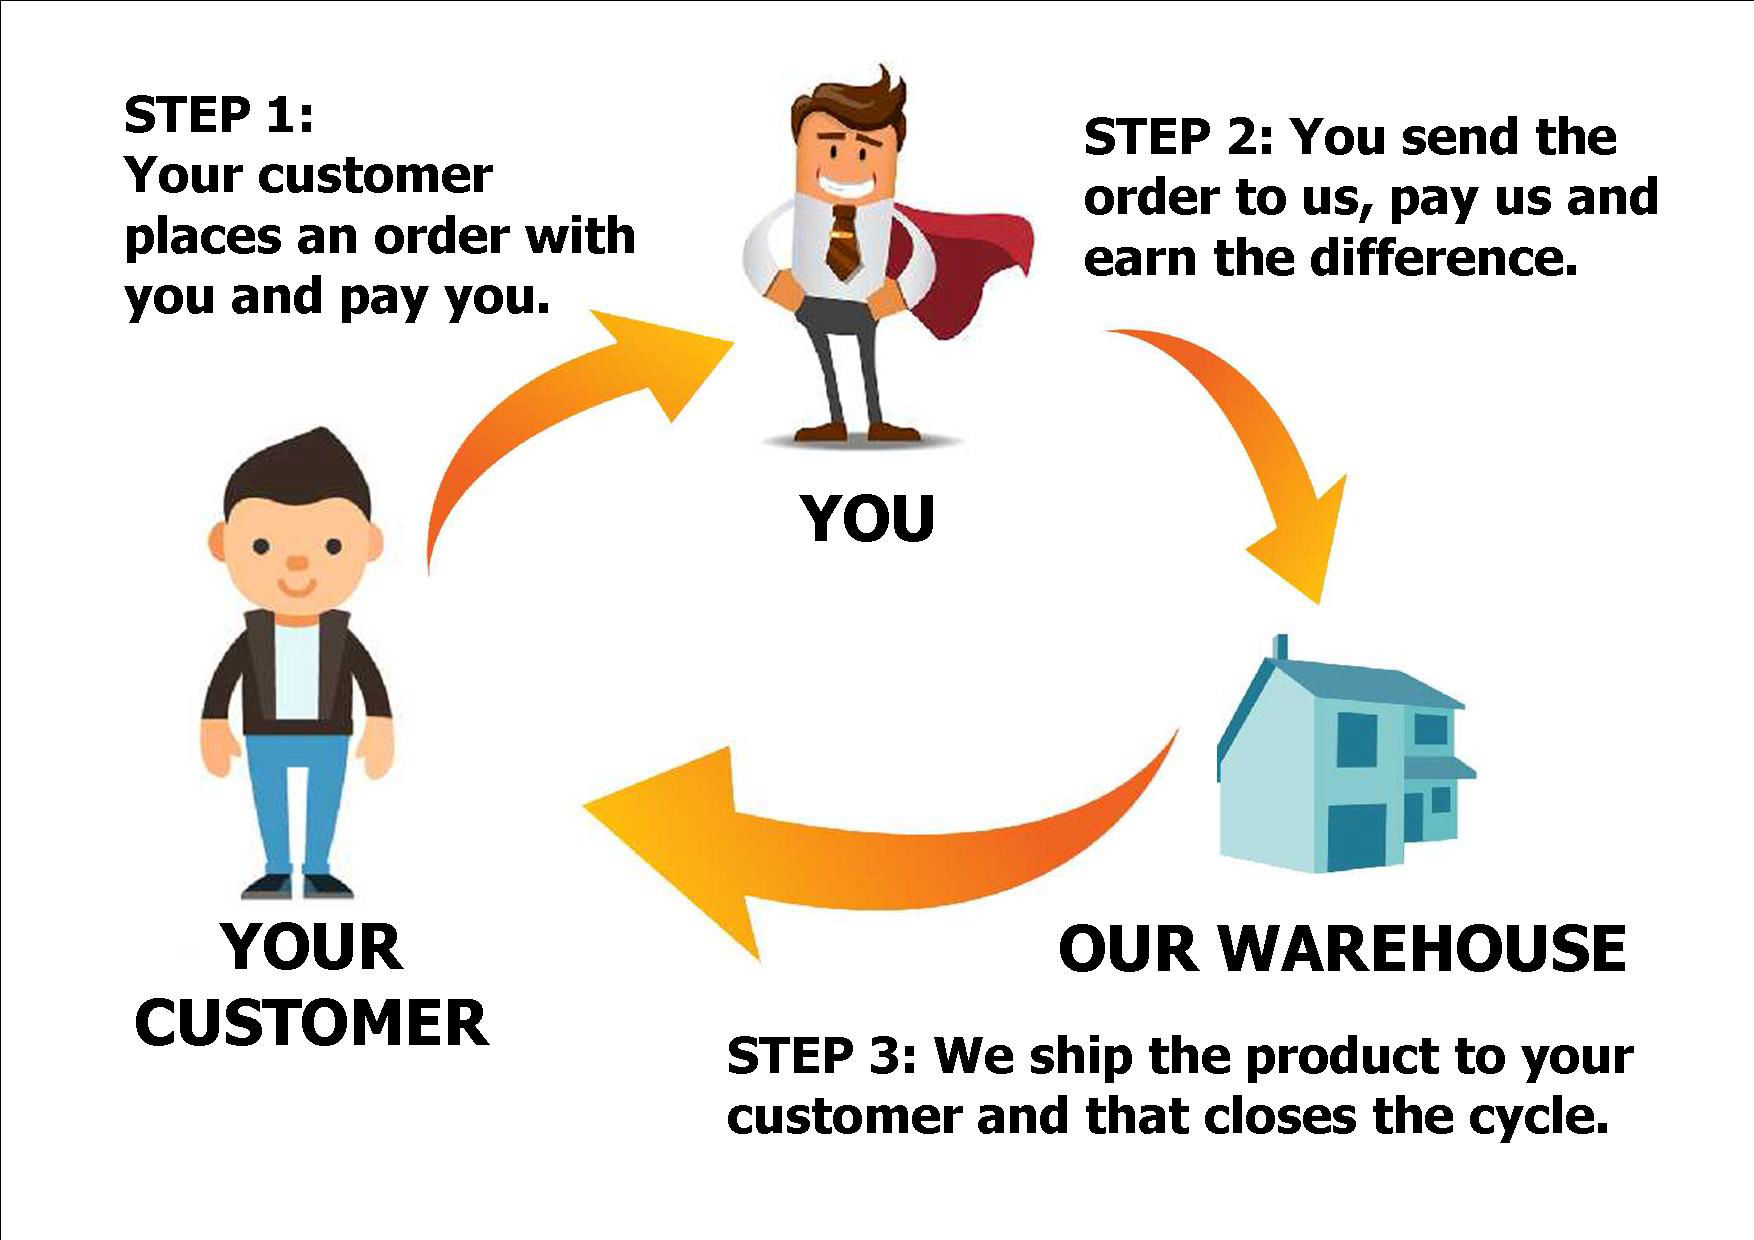 STEP 1:
Your customer
places an order with
you and pay you.
STEP 2: You send the
order to us, pay us and
earn the difference.
YOU
YOUR
CUSTOMER
OUR WAREHOUSE
STEP 3: We ship the product to your
customer and that closes the cycle.